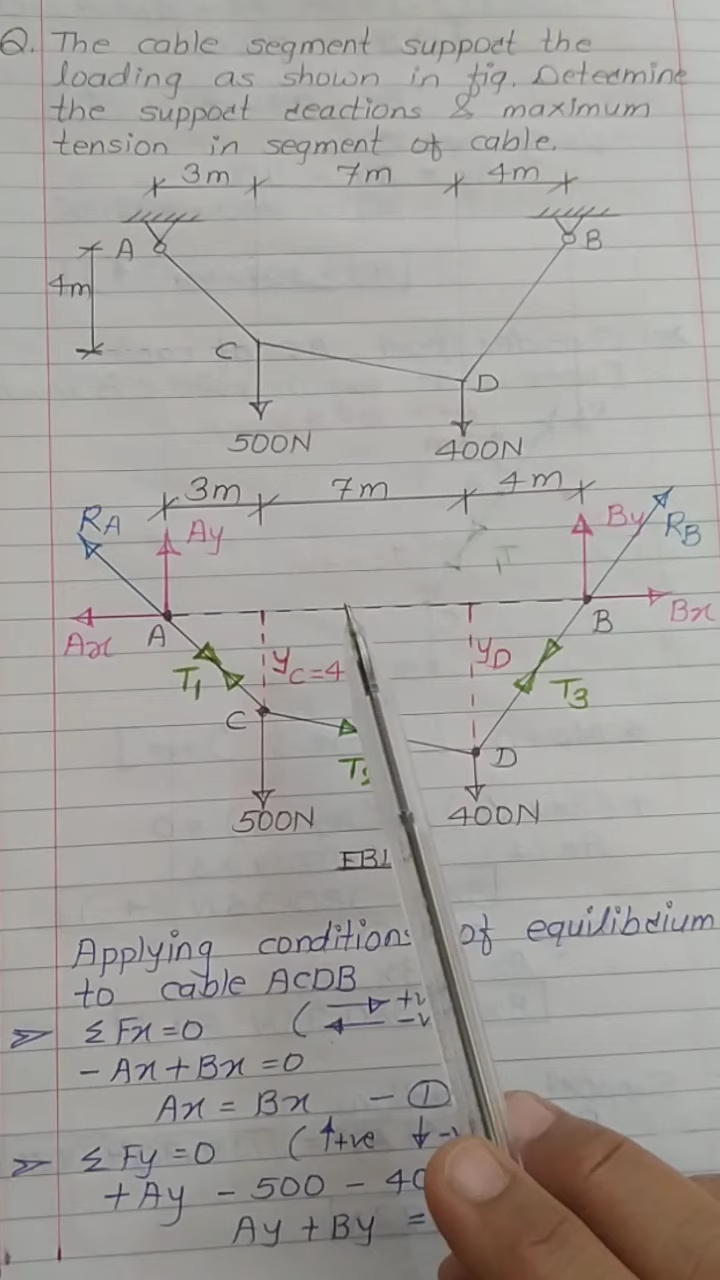 Q. The cable segment support the
loading as shown in fig. Determine
the support reactions & maximum
tension in segment of cable.
3m 7m 4m
A B
4m
C
D
500N
400N
3m 7m 4m
RA Ay By RB
Ax A B Bx
T1 yC=4 yD T3
C D
500N 400N
Applying conditions of equilibrium
to cable ACDB
⇒ ΣFx=0 ( → +v
← -v
-Ax+Bx=0
Ax = Bx - ①
⇒ ΣFy=0 (↑+ve ↓-v
+Ay - 500 - 40
Ay + By =